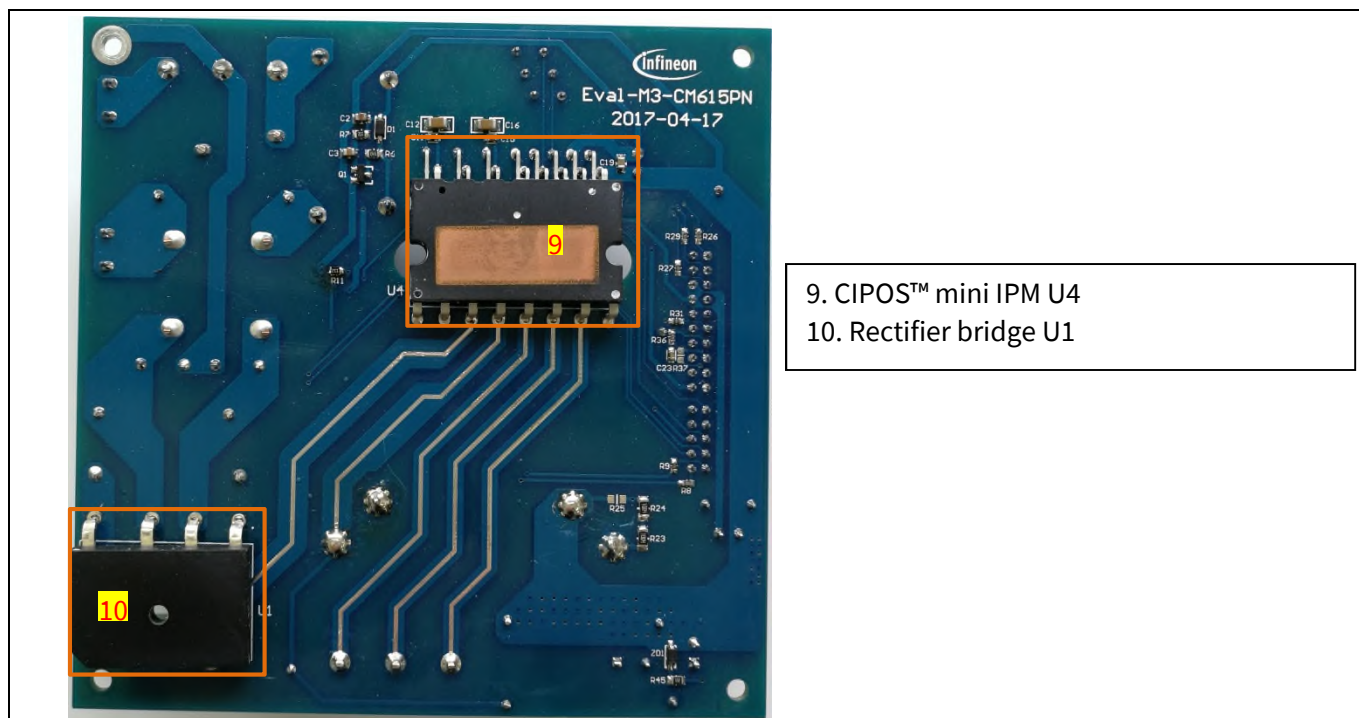 infineon
Eval-M3-CM615PN
2017-04-17
C2
R7
D1
C3
R6
Q1
C12
C16
C19
9
U4
R11
R29
R26
R27
R31
R36
C23
R37
R9
R8
R25
R24
R23
10
U1
ZD1
R45
9. CIPOS™ mini IPM U4
10. Rectifier bridge U1